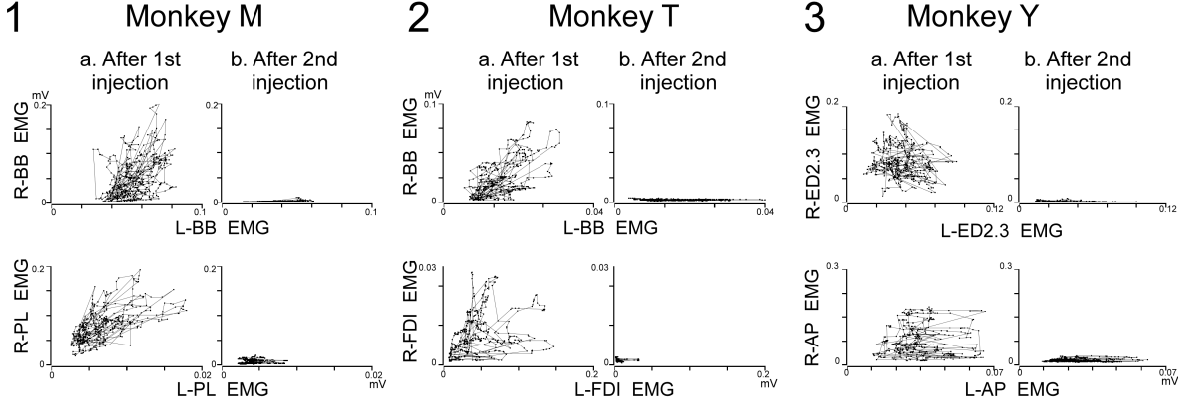 1 Monkey M
a. After 1st injection
b. After 2nd injection
mV
R-BB EMG
0.2
0
0 0.1
0.2
0
0 0.1
L-BB EMG
R-PL EMG
0.2
0
0 0.02
0.2
0
0 0.02
mV
L-PL EMG
2 Monkey T
a. After 1st injection
b. After 2nd injection
mV
R-BB EMG
0.1
0
0 0.04
0.1
0
0 0.04
L-BB EMG
R-FDI EMG
0.03
0
0 0.2
0.03
0
0 0.2
mV
L-FDI EMG
3 Monkey Y
a. After 1st injection
b. After 2nd injection
R-ED2.3 EMG
0.2
0
0 0.12
0.2
0
0 0.12
L-ED2.3 EMG
R-AP EMG
0.3
0
0 0.07
0.3
0
0 0.07
mV
L-AP EMG